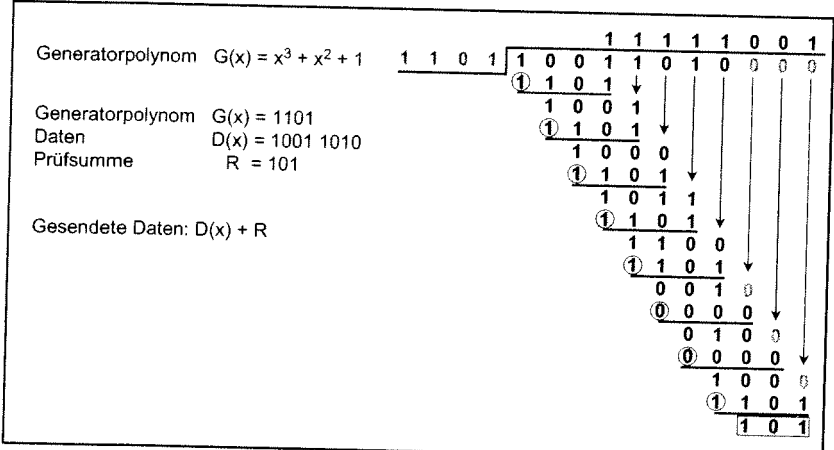 1 1 1 1 1 0 0 1
Generatorpolynom G(x) = x³ + x² + 1 1 1 0 1 1 0 0 1 1 0 1 0 0 0 0
1 1 0 1
1 0 0 1
Generatorpolynom G(x) = 1101
1 1 0 1
Daten D(x) = 1001 1010
1 0 0 0
Prüfsumme R = 101
1 1 0 1
1 0 1 1
1 1 0 1
Gesendete Daten: D(x) + R
1 1 0 0
1 1 0 1
0 0 1 0
0 0 0 0
0 1 0 0
0 0 0 0
1 0 0 0
1 1 0 1
1 0 1